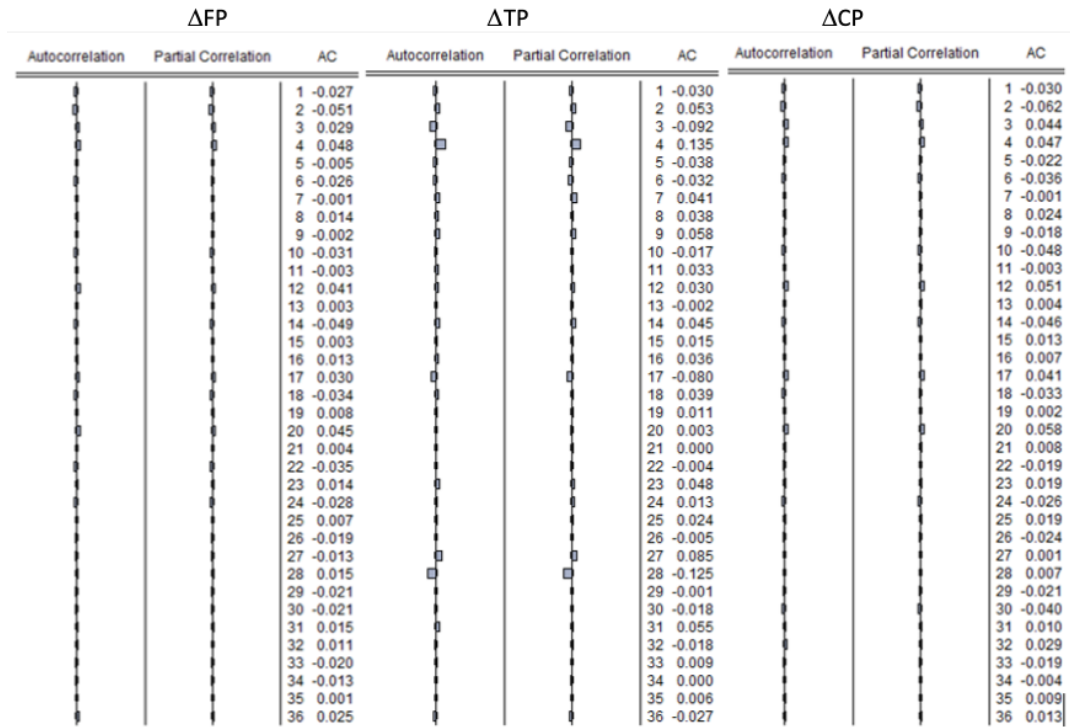 ΔFP ΔTP ΔCP
Autocorrelation Partial Correlation AC Autocorrelation Partial Correlation AC Autocorrelation Partial Correlation AC
1 -0.027 1 -0.030 1 -0.030
2 -0.051 2 0.053 2 -0.062
3 0.029 3 -0.092 3 0.044
4 0.048 4 0.135 4 0.047
5 -0.005 5 -0.038 5 -0.022
6 -0.026 6 -0.032 6 -0.036
7 -0.001 7 0.041 7 -0.001
8 0.014 8 0.038 8 0.024
9 -0.002 9 0.058 9 -0.018
10 -0.031 10 -0.017 10 -0.048
11 -0.003 11 0.033 11 -0.003
12 0.041 12 0.030 12 0.051
13 0.003 13 -0.002 13 0.004
14 -0.049 14 0.045 14 -0.046
15 0.003 15 0.015 15 0.013
16 0.013 16 0.036 16 0.007
17 0.030 17 -0.080 17 0.041
18 -0.034 18 0.039 18 -0.033
19 0.008 19 0.011 19 0.002
20 0.045 20 0.003 20 0.058
21 0.004 21 0.000 21 0.008
22 -0.035 22 -0.004 22 -0.019
23 0.014 23 0.048 23 0.019
24 -0.028 24 0.013 24 -0.026
25 0.007 25 0.024 25 0.019
26 -0.019 26 -0.005 26 -0.024
27 -0.013 27 0.085 27 0.001
28 0.015 28 -0.125 28 0.007
29 -0.021 29 -0.001 29 -0.021
30 -0.021 30 -0.018 30 -0.040
31 0.015 31 0.055 31 0.010
32 0.011 32 -0.018 32 0.029
33 -0.020 33 0.009 33 -0.019
34 -0.013 34 0.000 34 -0.004
35 0.001 35 0.006 35 0.009
36 0.025 36 -0.027 36 0.013